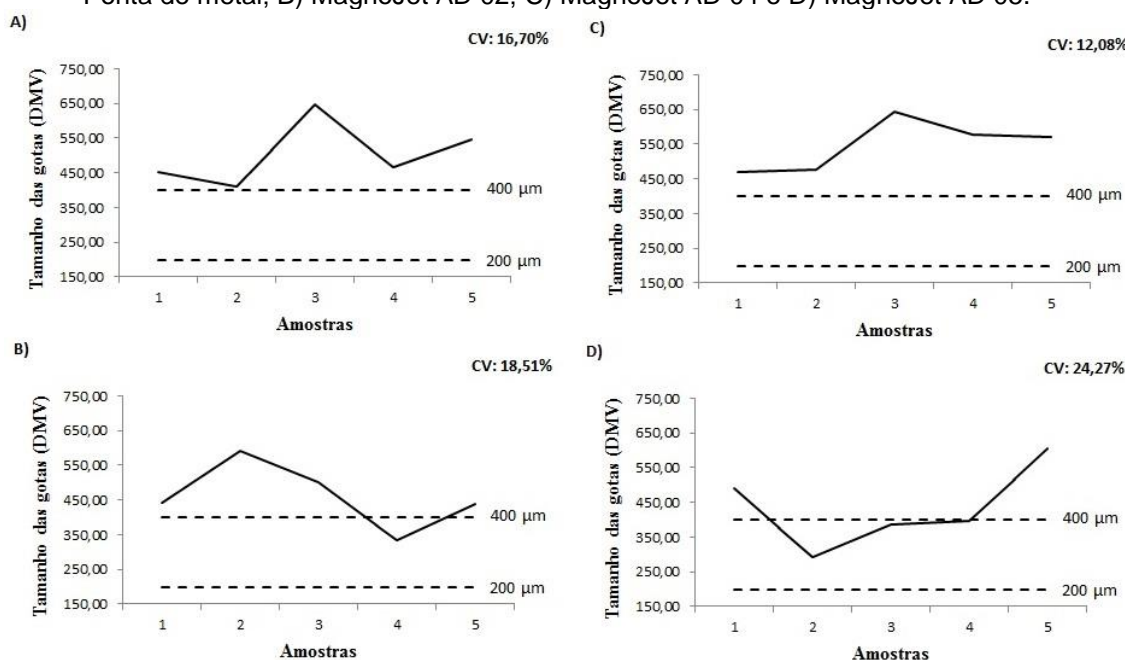 Ponta de metal; B) MagnoJet AD 02; C) MagnoJet AD 04 e D) MagnoJet AD
A)
CV: 16,70%
Tamanho das gotas (DMV)
750,00
650,00
550,00
450,00
350,00
250,00
150,00
400 µm
200 µm
1 2 3 4 5
Amostras
C)
CV: 12,08%
Tamanho das gotas (DMV)
750,00
650,00
550,00
450,00
350,00
250,00
150,00
400 µm
200 µm
1 2 3 4 5
Amostras
B)
CV: 18,51%
Tamanho das gotas (DMV)
750,00
650,00
550,00
450,00
350,00
250,00
150,00
400 µm
200 µm
1 2 3 4 5
Amostras
D)
CV: 24,27%
Tamanho das gotas (DMV)
750,00
650,00
550,00
450,00
350,00
250,00
150,00
400 µm
200 µm
1 2 3 4 5
Amostras